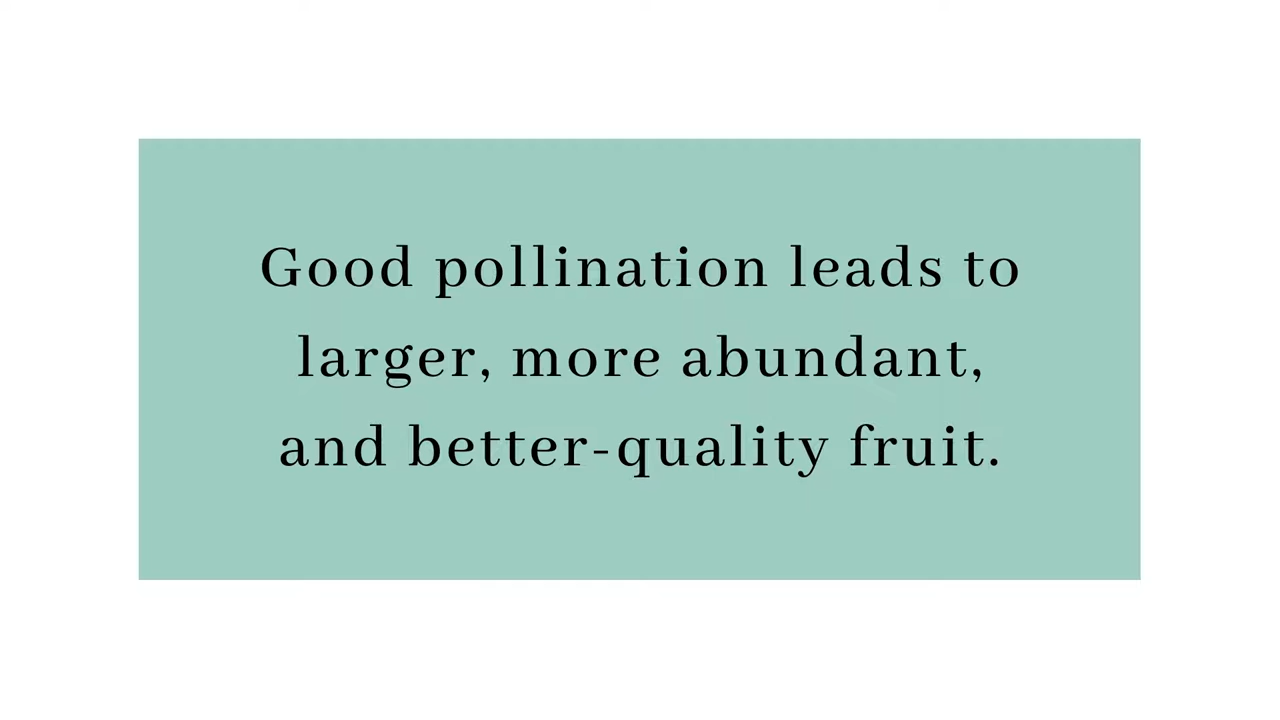 Good pollination leads to
larger, more abundant,
and better-quality fruit.